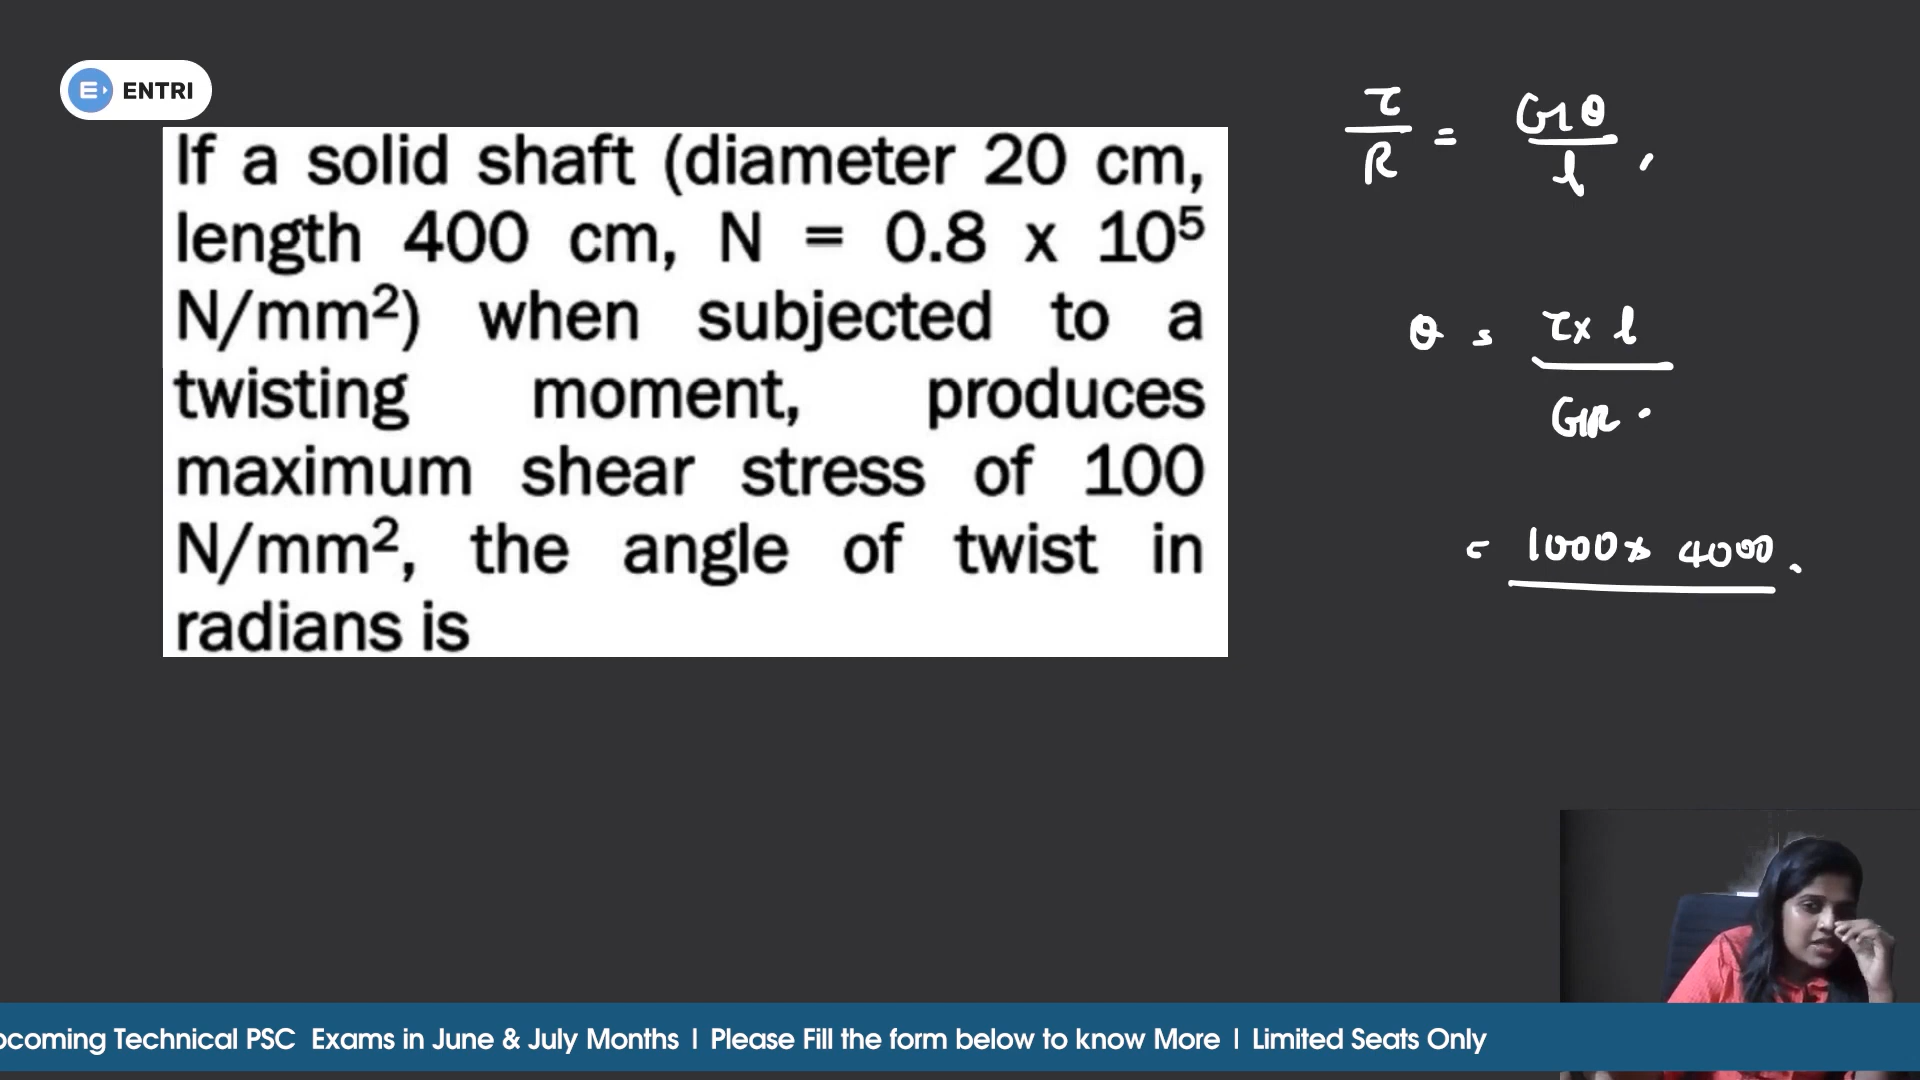 ENTRI
If a solid shaft (diameter 20 cm,
length 400 cm, N = 0.8 x 10⁵
N/mm²) when subjected to a
twisting moment, produces
maximum shear stress of 100
N/mm², the angle of twist in
radians is
τ/R = Gθ/l,
θ = τ x l / GR.
= 1000 x 4000.
pcoming Technical PSC Exams in June & July Months | Please Fill the form below to know More | Limited Seats Only